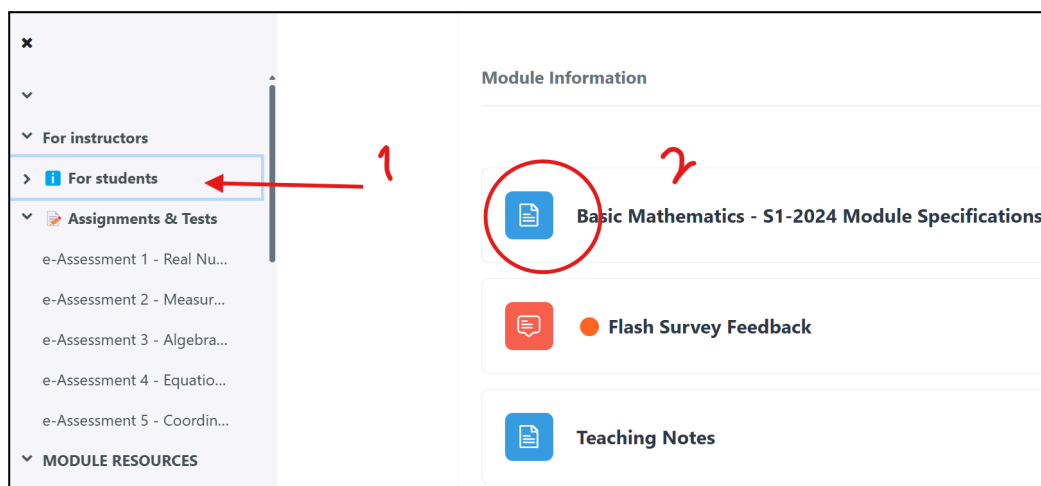 For instructors
For students
Assignments & Tests
e-Assessment 1 - Real Nu...
e-Assessment 2 - Measur...
e-Assessment 3 - Algebra...
e-Assessment 4 - Equatio...
e-Assessment 5 - Coordin...
MODULE RESOURCES
1
Module Information
2
Basic Mathematics - S1-2024 Module Specifications
Flash Survey Feedback
Teaching Notes